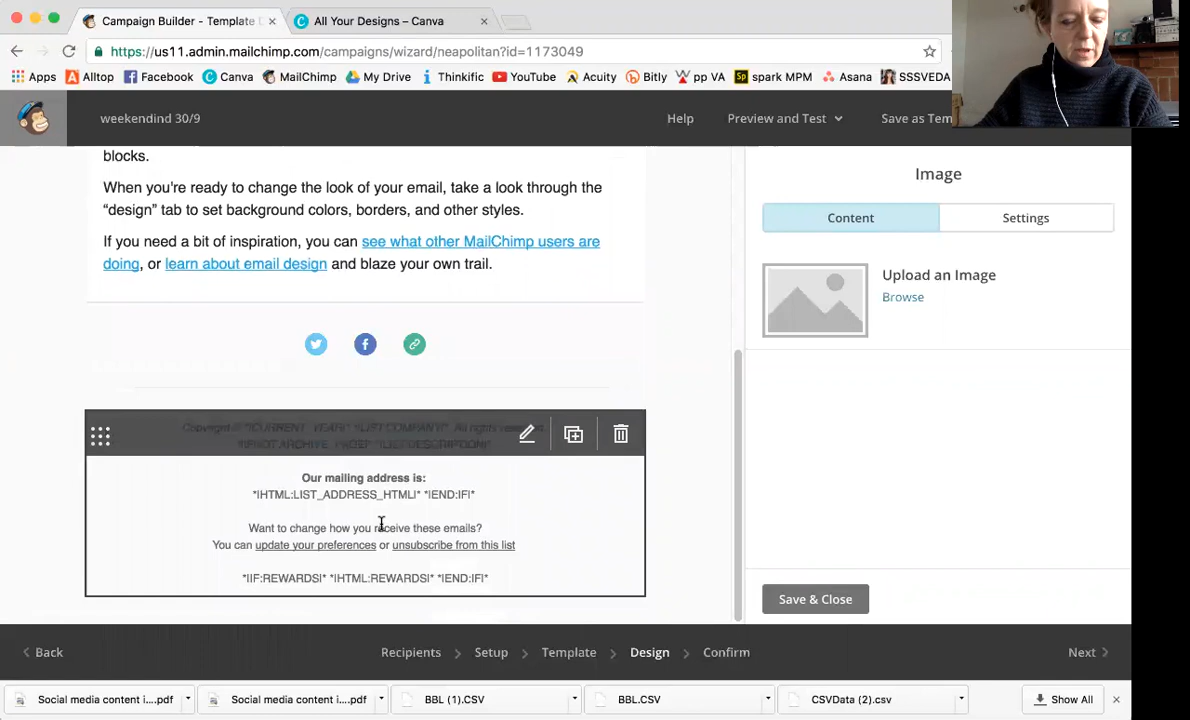 Campaign Builder - Template D
All Your Designs – Canva
https://us11.admin.mailchimp.com/campaigns/wizard/neapolitan?id=1173049
Apps Alltop Facebook Canva MailChimp My Drive Thinkific YouTube Acuity Bitly pp VA spark MPM Asana SSSVEDA
weekendind 30/9
Help Preview and Test Save as Tem
blocks.
When you're ready to change the look of your email, take a look through the
“design” tab to set background colors, borders, and other styles.
If you need a bit of inspiration, you can see what other MailChimp users are
doing, or learn about email design and blaze your own trail.
Image
Content Settings
Upload an Image
Browse
Our mailing address is:
*|HTML:LIST_ADDRESS_HTML|* *|END:IF|*
Want to change how you receive these emails?
You can update your preferences or unsubscribe from this list
*|IF:REWARDS|* *|HTML:REWARDS|* *|END:IF|*
Save & Close
Back Recipients Setup Template Design Confirm Next
Social media content i....pdf Social media content i....pdf BBL (1).CSV BBL.CSV CSVData (2).csv Show All